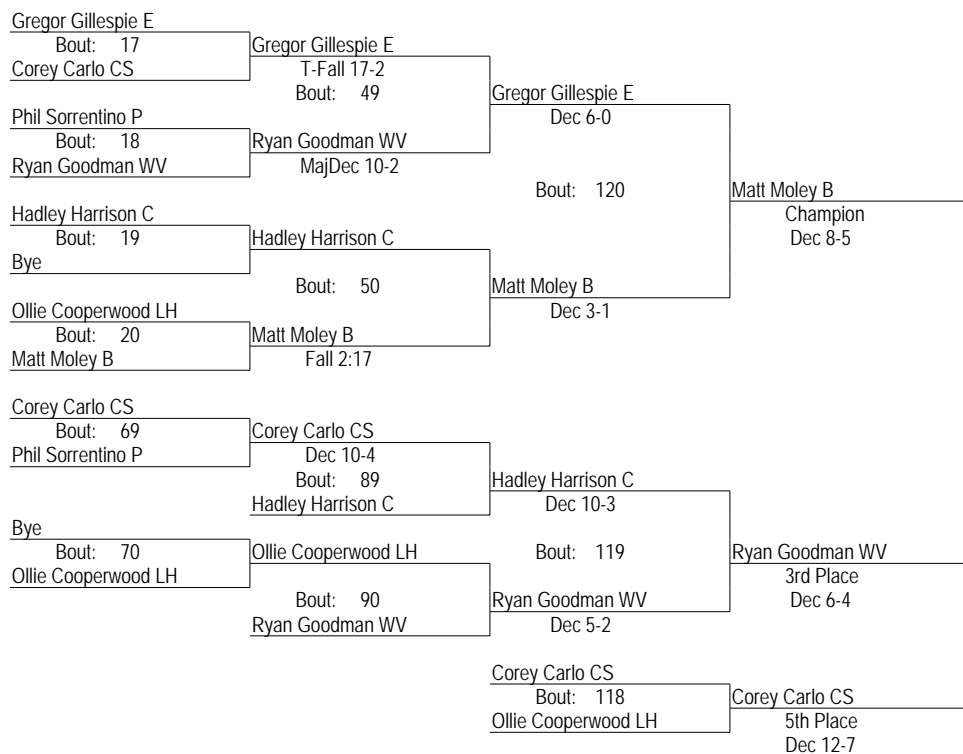 Gregor Gillespie E
Bout: 17
Corey Carlo CS
Gregor Gillespie E
T-Fall 17-2
Bout: 49
Phil Sorrentino P
Bout: 18
Ryan Goodman WV
Ryan Goodman WV
MajDec 10-2
Gregor Gillespie E
Dec 6-0
Bout: 120
Hadley Harrison C
Bout: 19
Bye
Hadley Harrison C
Bout: 50
Ollie Cooperwood LH
Bout: 20
Matt Moley B
Matt Moley B
Fall 2:17
Matt Moley B
Dec 3-1
Matt Moley B
Champion
Dec 8-5
Corey Carlo CS
Bout: 69
Phil Sorrentino P
Corey Carlo CS
Dec 10-4
Bout: 89
Hadley Harrison C
Hadley Harrison C
Dec 10-3
Bye
Bout: 70
Ollie Cooperwood LH
Ollie Cooperwood LH
Bout: 90
Ryan Goodman WV
Bout: 119
Ryan Goodman WV
Dec 5-2
Ryan Goodman WV
3rd Place
Dec 6-4
Corey Carlo CS
Bout: 118
Ollie Cooperwood LH
Corey Carlo CS
5th Place
Dec 12-7